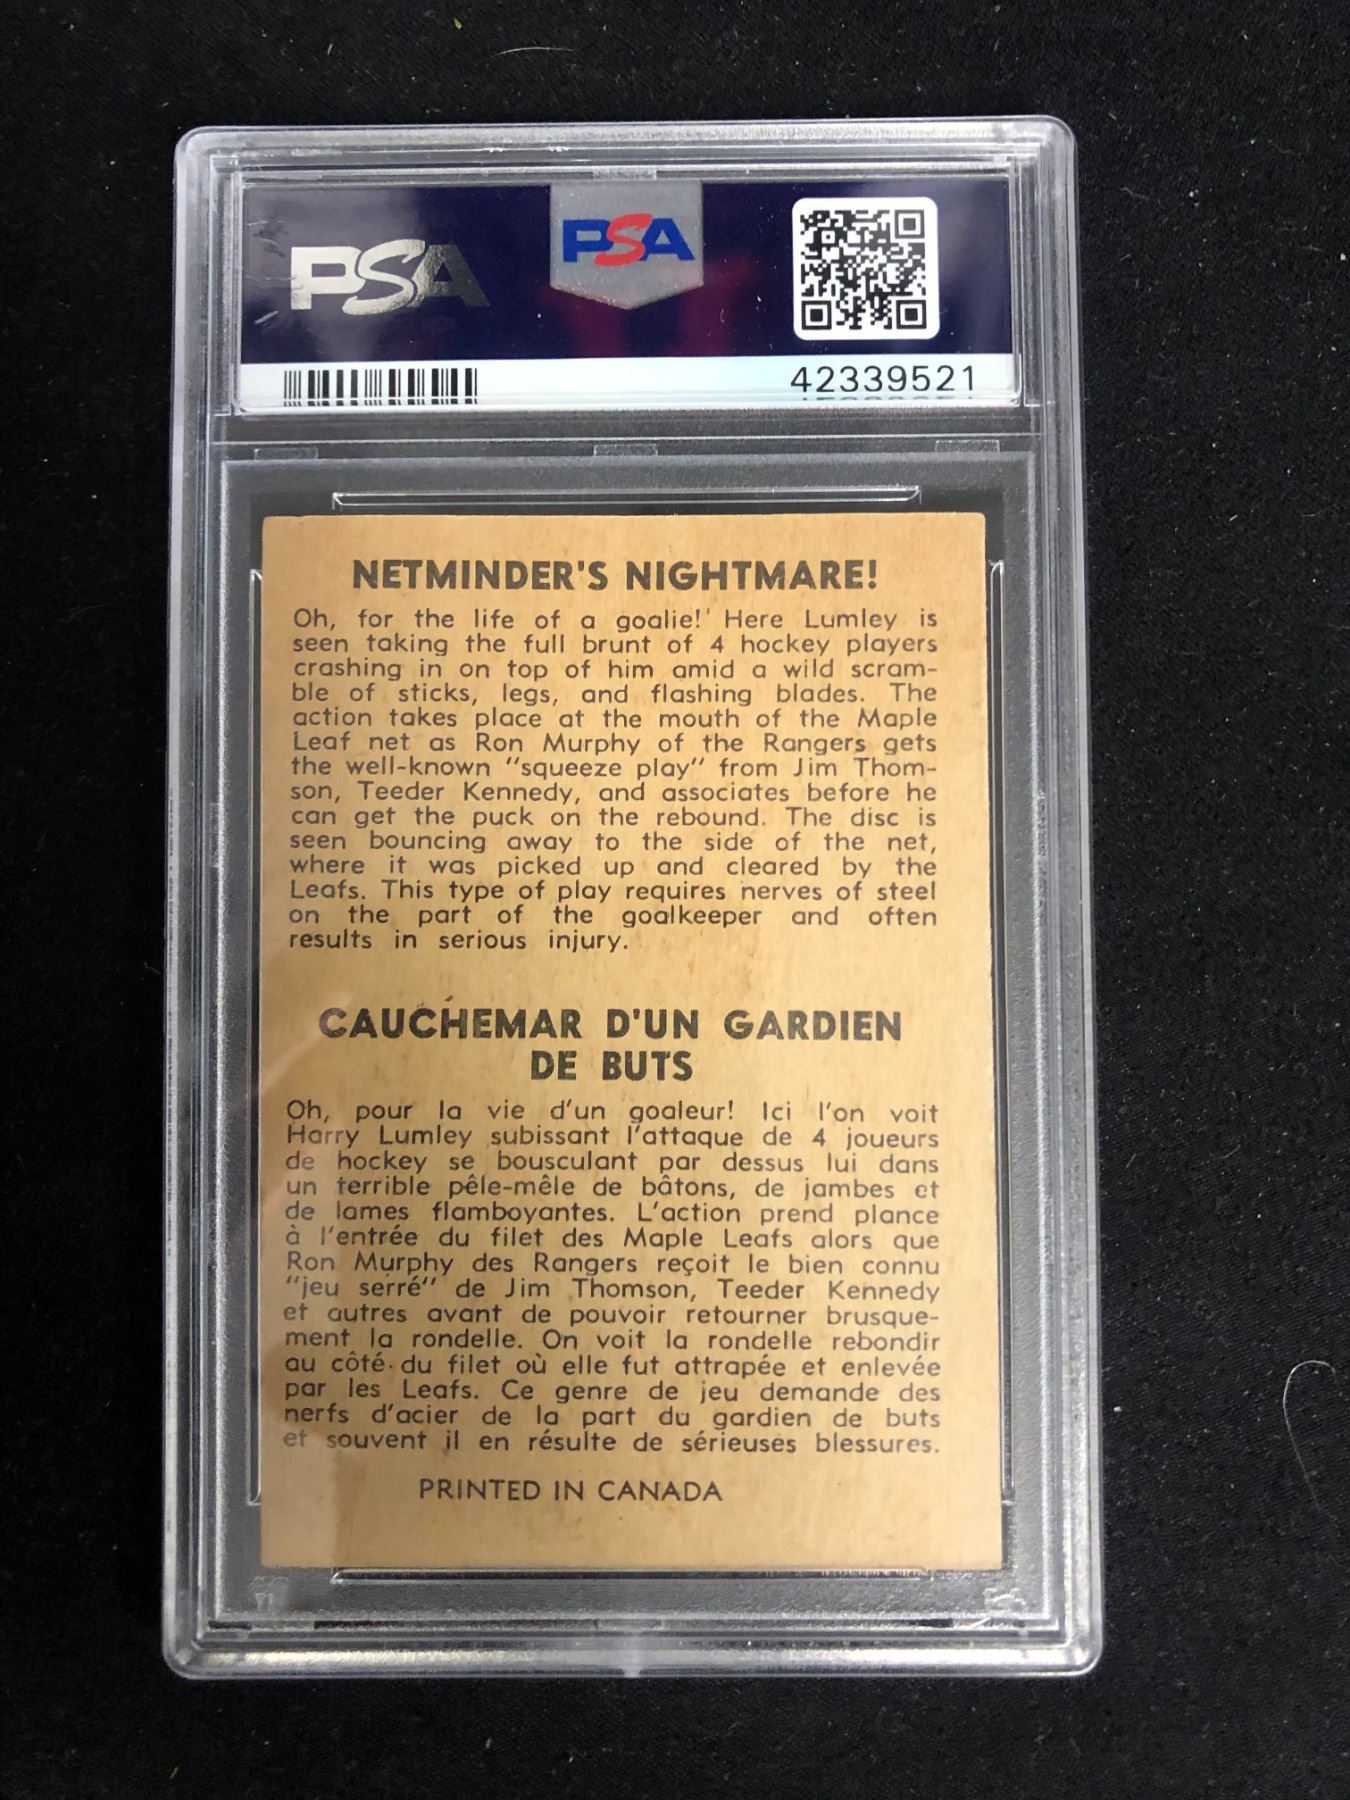 PSA
PSA
42339521
NETMINDER'S NIGHTMARE!
Oh, for the life of a goalie! Here Lumley is
seen taking the full brunt of 4 hockey players
crashing in on top of him amid a wild scram-
ble of sticks, legs, and flashing blades. The
action takes place at the mouth of the Maple
Leaf net as Ron Murphy of the Rangers gets
the well-known "squeeze play" from Jim Thom-
son, Teeder Kennedy, and associates before he
can get the puck on the rebound. The disc is
seen bouncing away to the side of the net,
where it was picked up and cleared by the
Leafs. This type of play requires nerves of steel
on the part of the goalkeeper and often
results in serious injury.
CAUCHEMAR D'UN GARDIEN
DE BUTS
Oh, pour la vie d'un goaleur! Ici l'on voit
Harry Lumley subissant l'attaque de 4 joueurs
de hockey se bousculant par dessus lui dans
un terrible pêle-mêle de bâtons, de jambes et
de lames flamboyantes. L'action prend plance
à l'entrée du filet des Maple Leafs alors que
Ron Murphy des Rangers reçoit le bien connu
"jeu serré" de Jim Thomson, Teeder Kennedy
et autres avant de pouvoir retourner brusque-
ment la rondelle. On voit la rondelle rebondir
au côté du filet où elle fut attrapée et enlevée
par les Leafs. Ce genre de jeu demande des
nerfs d'acier de la part du gardien de buts
et souvent il en résulte de sérieuses blessures.
PRINTED IN CANADA